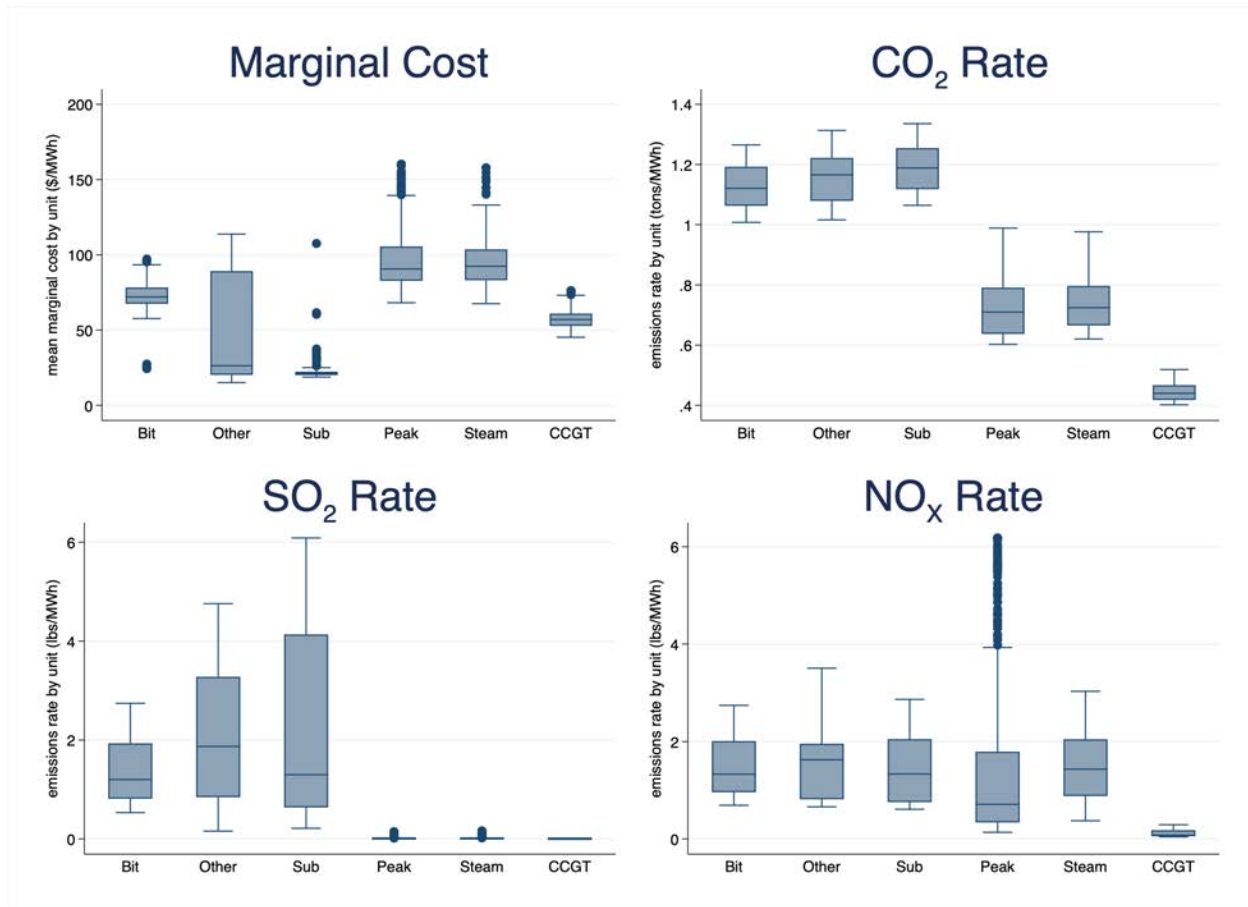 Marginal Cost
mean marginal cost by unit ($/MWh)
200
150
100
50
0
Bit Other Sub Peak Steam CCGT
CO₂ Rate
emissions rate by unit (tons/MWh)
1.4
1.2
1
.8
.6
.4
Bit Other Sub Peak Steam CCGT
SO₂ Rate
emissions rate by unit (lbs/MWh)
6
4
2
0
Bit Other Sub Peak Steam CCGT
NOₓ Rate
emissions rate by unit (lbs/MWh)
6
4
2
0
Bit Other Sub Peak Steam CCGT